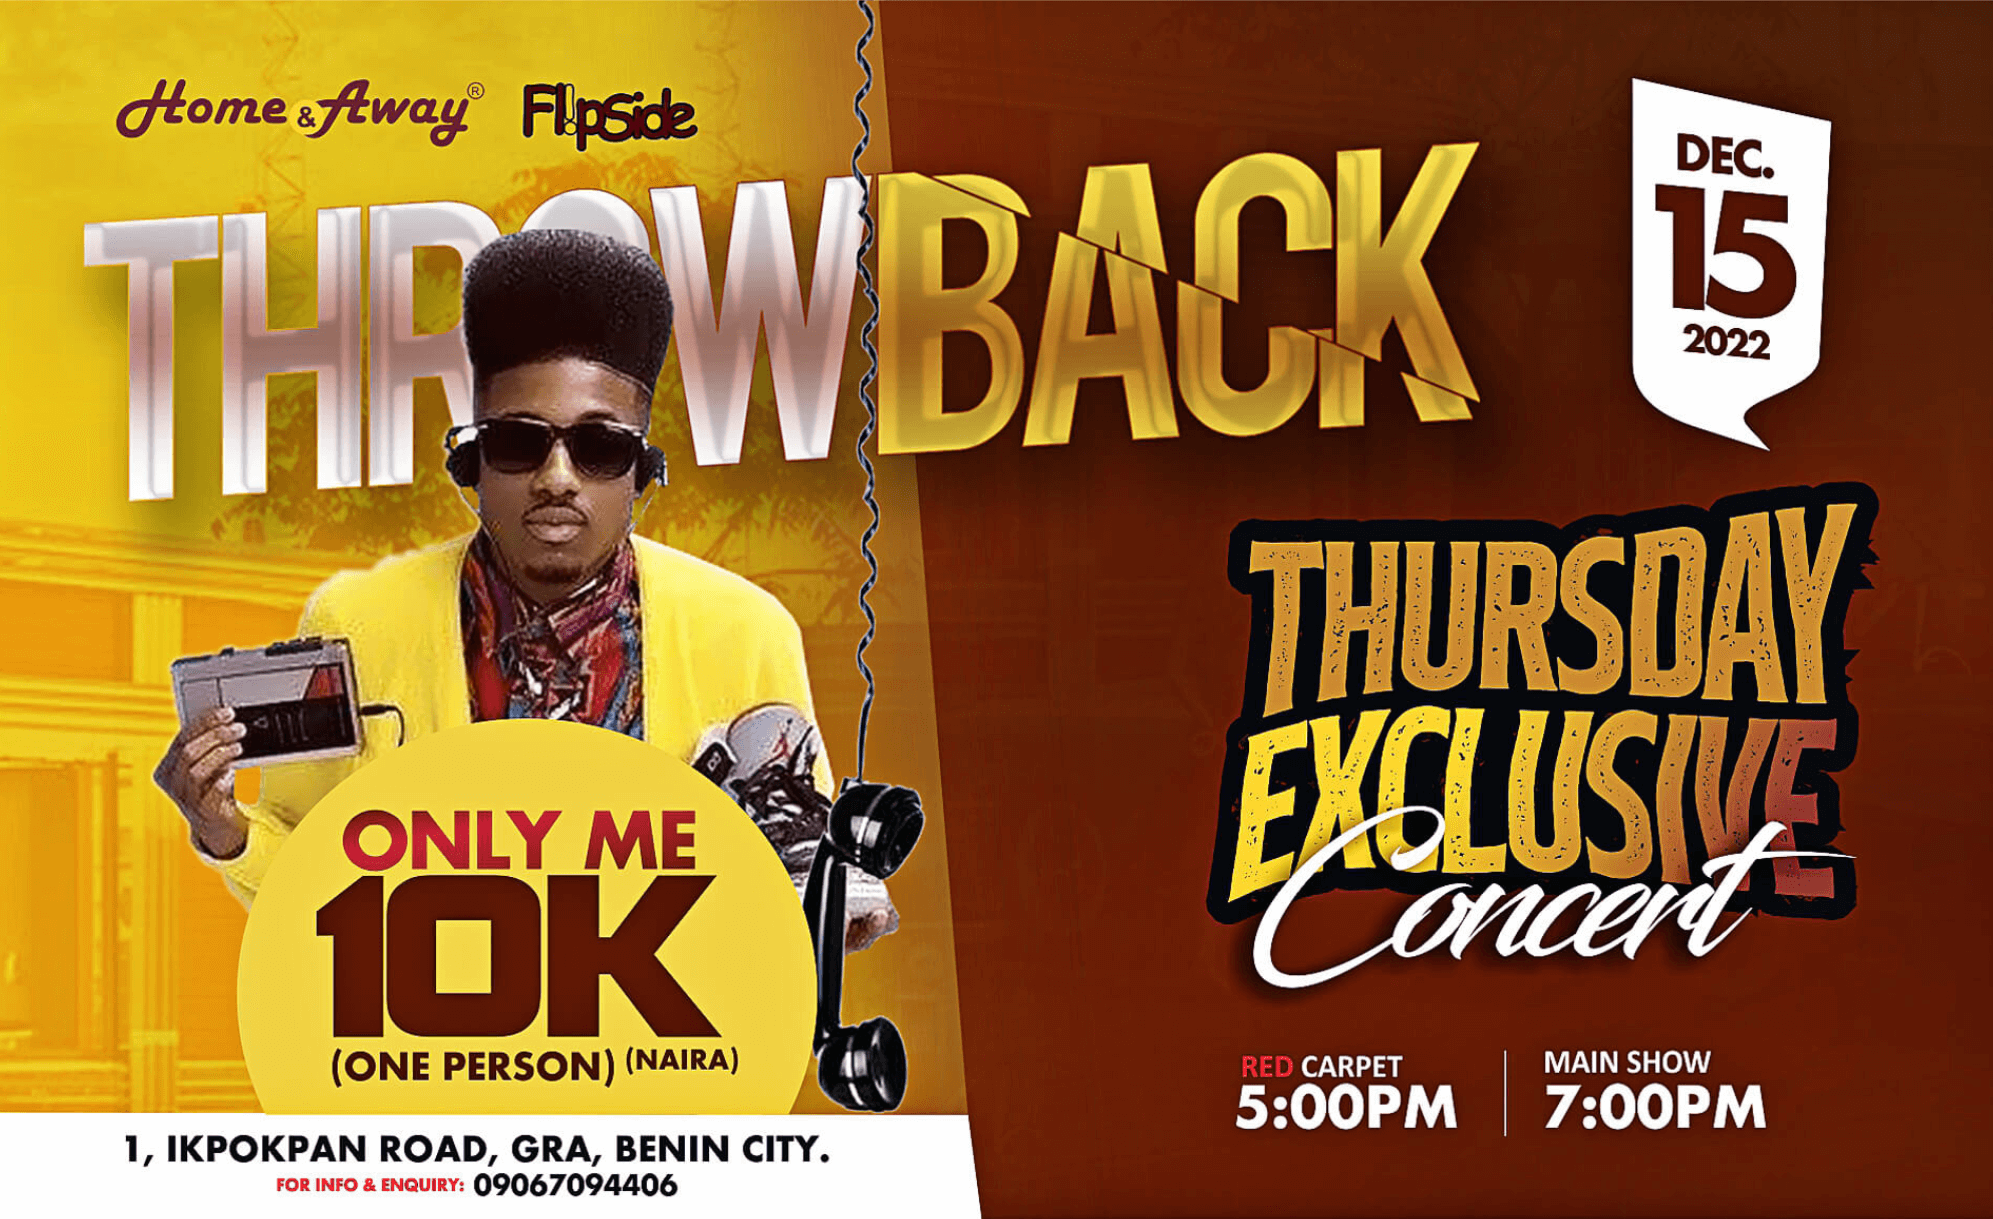 Home & Away® Fl!pSide
THROWBACK
DEC.
15
2022
THURSDAY
EXCLUSIVE
Concert
ONLY ME
10K
(ONE PERSON) (NAIRA)
RED CARPET
5:00PM
MAIN SHOW
7:00PM
1, IKPOKPAN ROAD, GRA, BENIN CITY.
FOR INFO & ENQUIRY: 09067094406